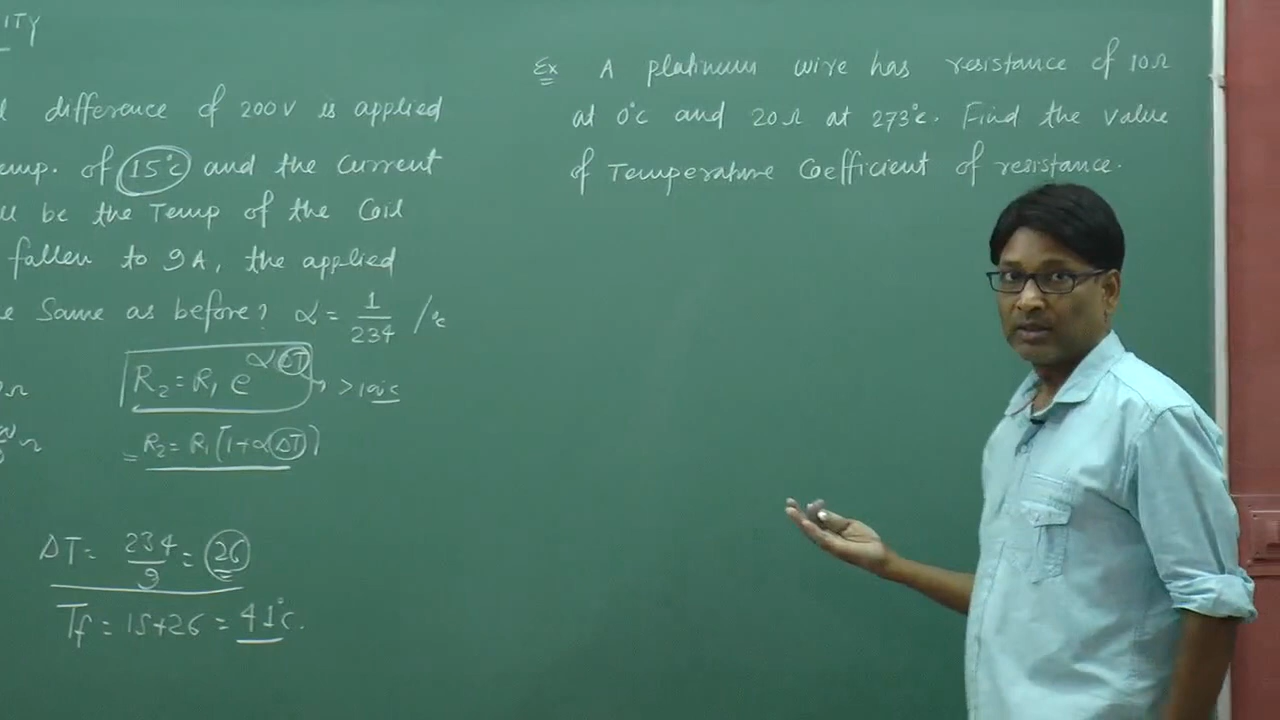 ITY
difference of 200V is applied
emp. of 15°C and the current
be the Temp of the Coil
fallen to 9A, the applied
Same as before? α = 1/234 /°C
R₂ = R₁ e^αΔT
= R₂ = R₁(1+αΔT)
ΔT = 234/9 = 26
Tf = 15+26 = 41°C.
Ex A platinum wire has resistance of 10Ω
at 0°C and 20Ω at 273°C. Find the value
of Temperature Coefficient of resistance.